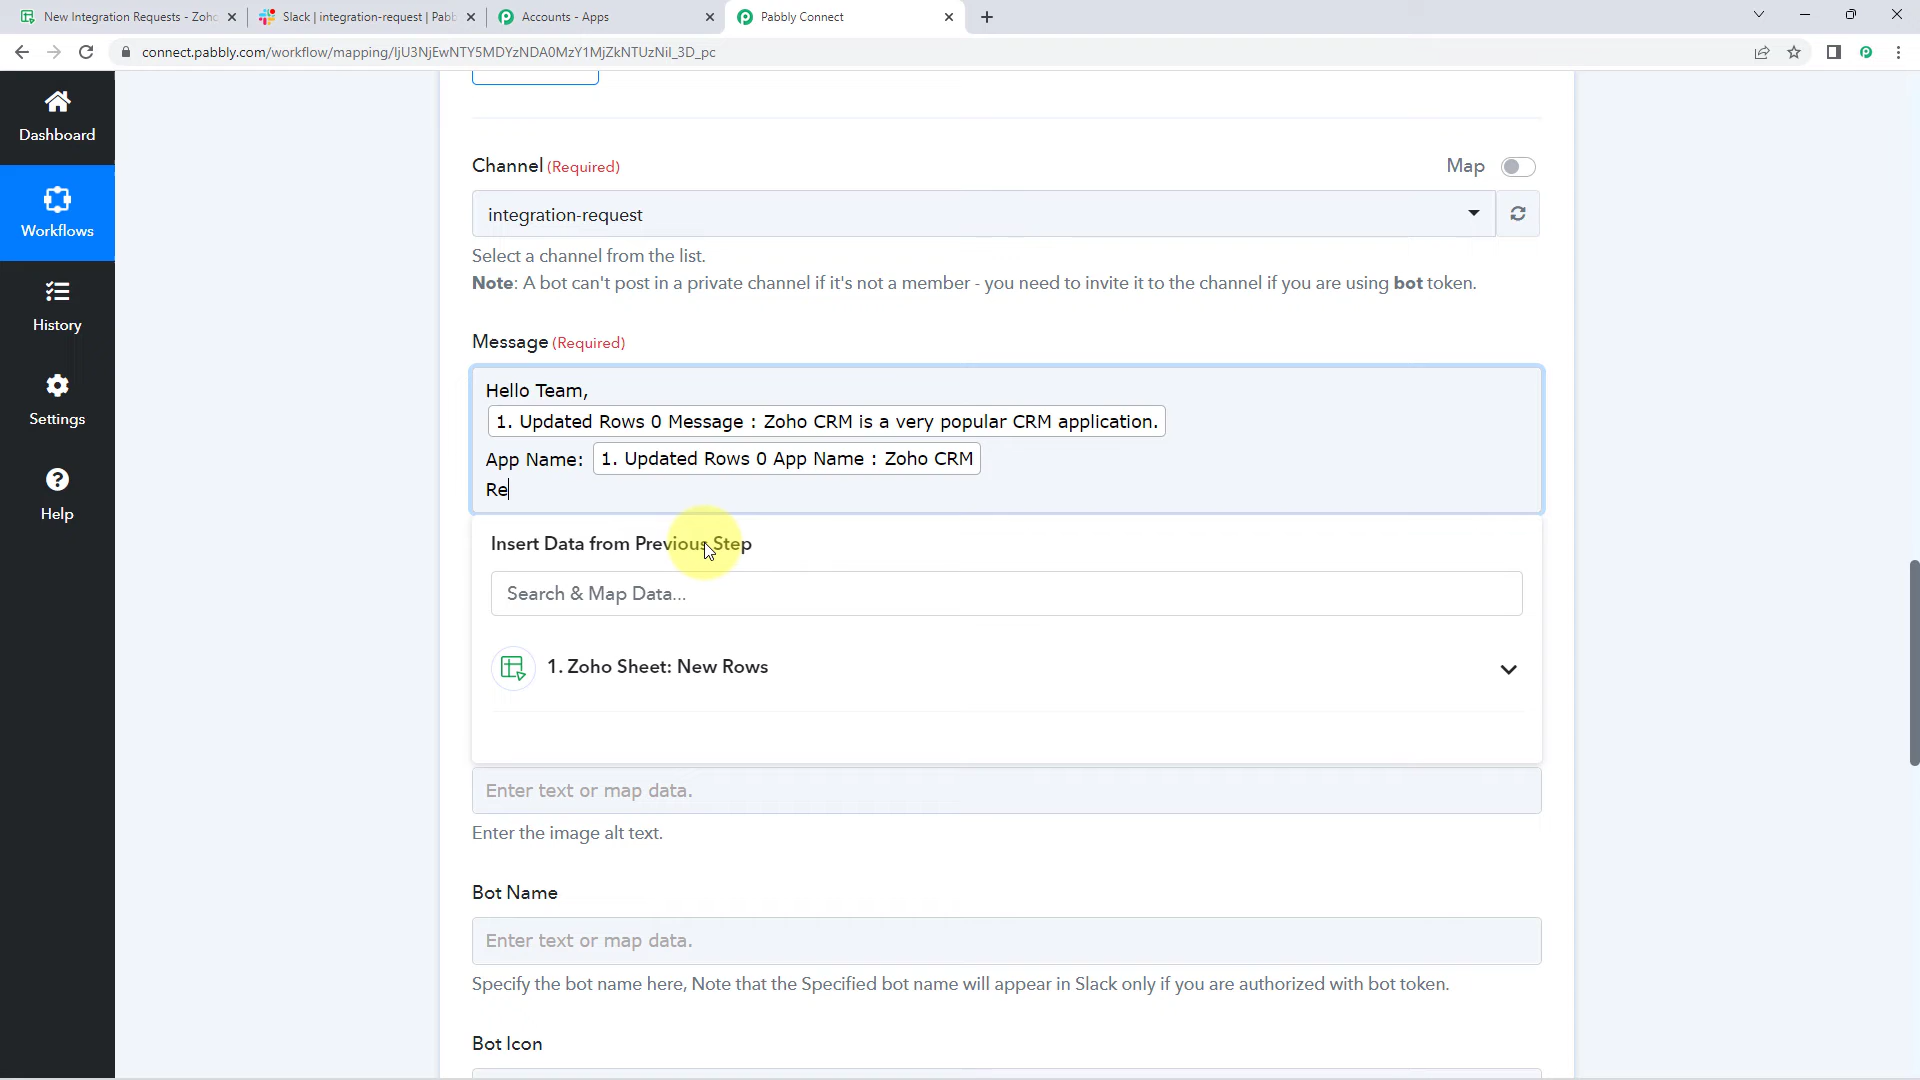 New Integration Requests - Zoho
Slack | integration-request | Pabb
Accounts - Apps
Pabbly Connect
connect.pabbly.com/workflow/mapping/IjU3NjEwNTY5MDYzNDA0MzY1MjZkNTUzNiI_3D_pc
Dashboard
Workflows
History
Settings
Help
Channel (Required)
Map
integration-request
Select a channel from the list.
Note: A bot can't post in a private channel if it's not a member - you need to invite it to the channel if you are using bot token.
Message (Required)
Hello Team,
1. Updated Rows 0 Message : Zoho CRM is a very popular CRM application.
App Name: 1. Updated Rows 0 App Name : Zoho CRM
Re
Insert Data from Previous Step
Search & Map Data...
1. Zoho Sheet: New Rows
Enter text or map data.
Enter the image alt text.
Bot Name
Enter text or map data.
Specify the bot name here, Note that the Specified bot name will appear in Slack only if you are authorized with bot token.
Bot Icon